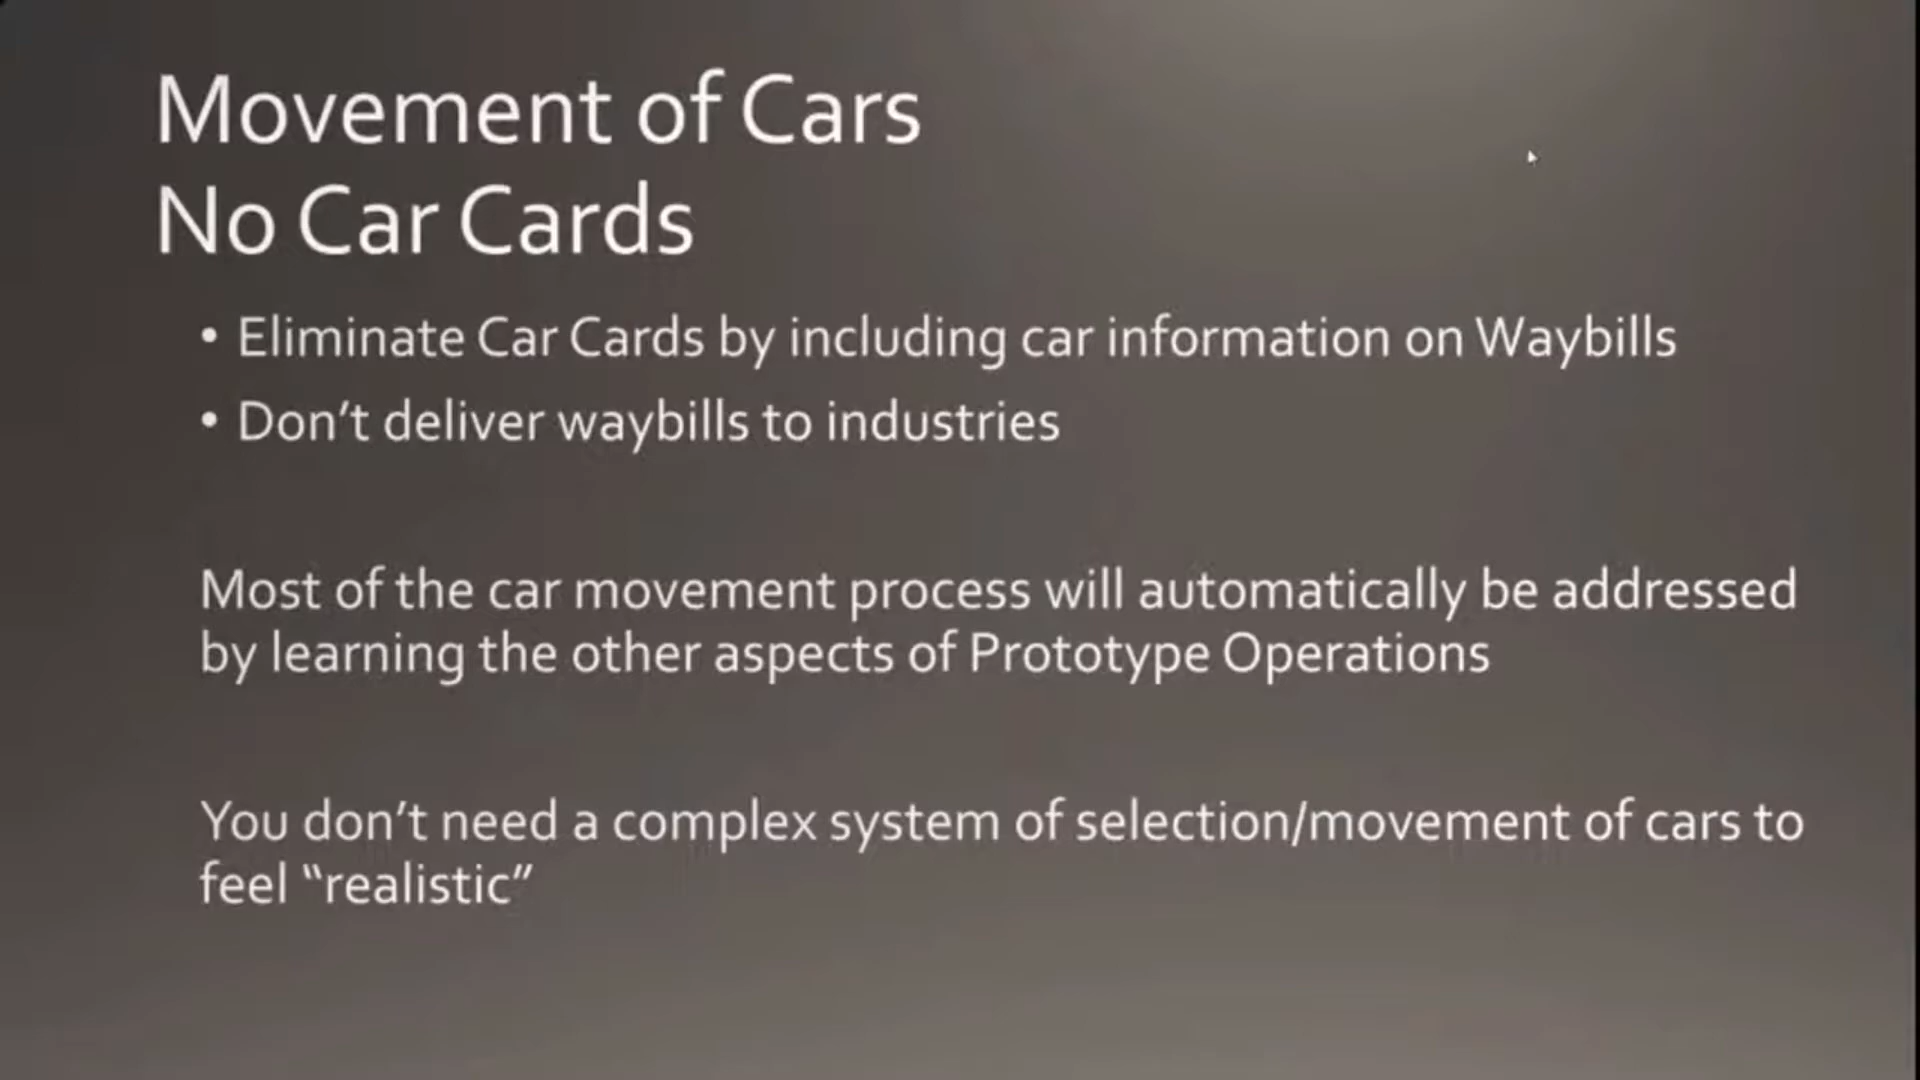 Movement of Cars
No Car Cards
• Eliminate Car Cards by including car information on Waybills
• Don’t deliver waybills to industries
Most of the car movement process will automatically be addressed
by learning the other aspects of Prototype Operations
You don’t need a complex system of selection/movement of cars to
feel “realistic”